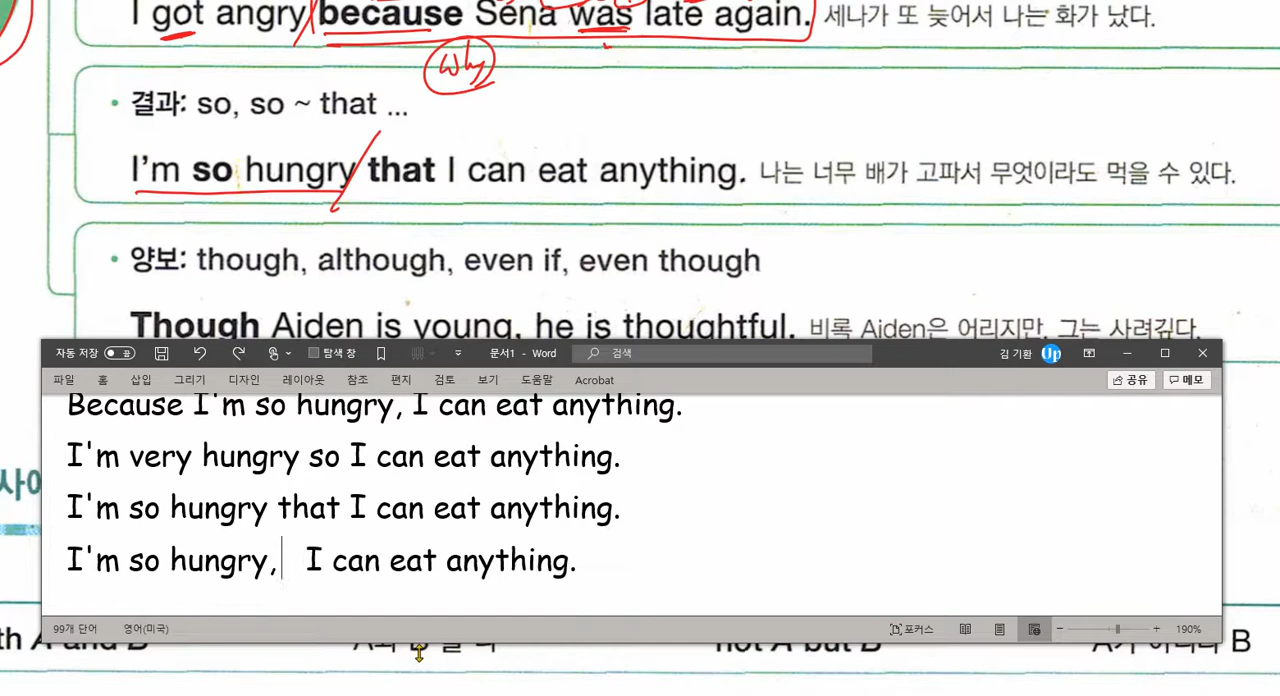 I got angry because Sena was late again. 세나가 또 늦어서 나는 화가 났다.
why
• 결과: so, so ~ that ...
I'm so hungry that I can eat anything. 나는 너무 배가 고파서 무엇이라도 먹을 수 있다.
• 양보: though, although, even if, even though
Though Aiden is young, he is thoughtful. 비록 Aiden은 어리지만, 그는 사려깊다.
자동 저장 끔 탐색 창 문서1 - Word 검색 김 기환 Up
파일 홈 삽입 그리기 디자인 레이아웃 참조 편지 검토 보기 도움말 Acrobat 공유 메모
Because I'm so hungry, I can eat anything.
I'm very hungry so I can eat anything.
I'm so hungry that I can eat anything.
I'm so hungry, I can eat anything.
99개 단어 영어(미국) 포커스 190%
th A and B not A but B